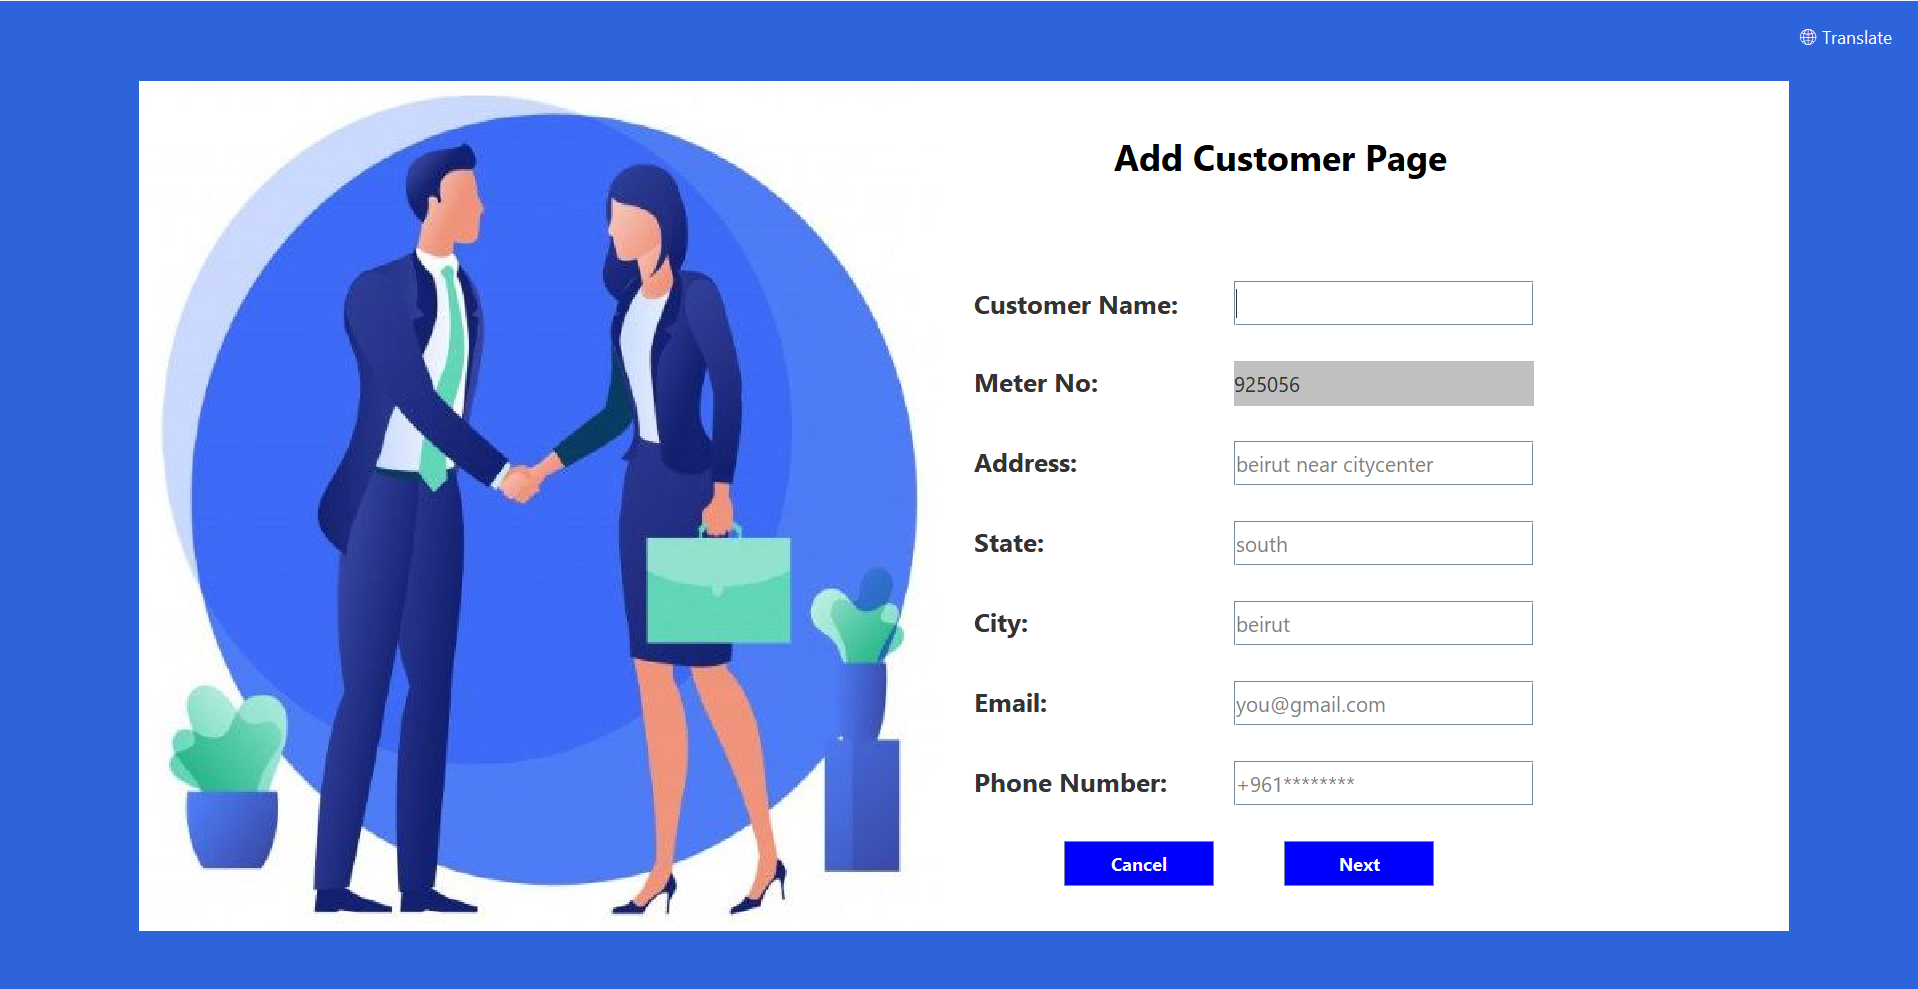 Translate
Add Customer Page
Customer Name:
Meter No: 925056
Address: beirut near citycenter
State: south
City: beirut
Email: you@gmail.com
Phone Number: +961********
Cancel Next